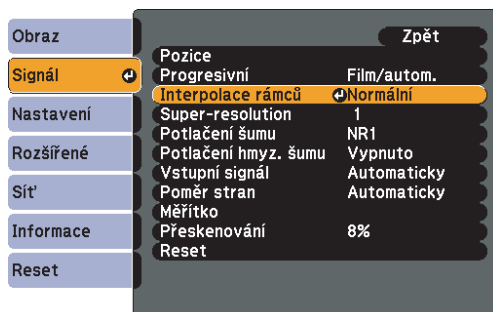 Obraz
Signál
Nastavení
Rozšířené
Síť
Informace
Reset
Zpět
Pozice
Progresivní Film/autom.
Interpolace rámců Normální
Super-resolution 1
Potlačení šumu NR1
Potlačení hmyz. šumu Vypnuto
Vstupní signál Automaticky
Poměr stran Automaticky
Měřítko
Přeskenování 8%
Reset